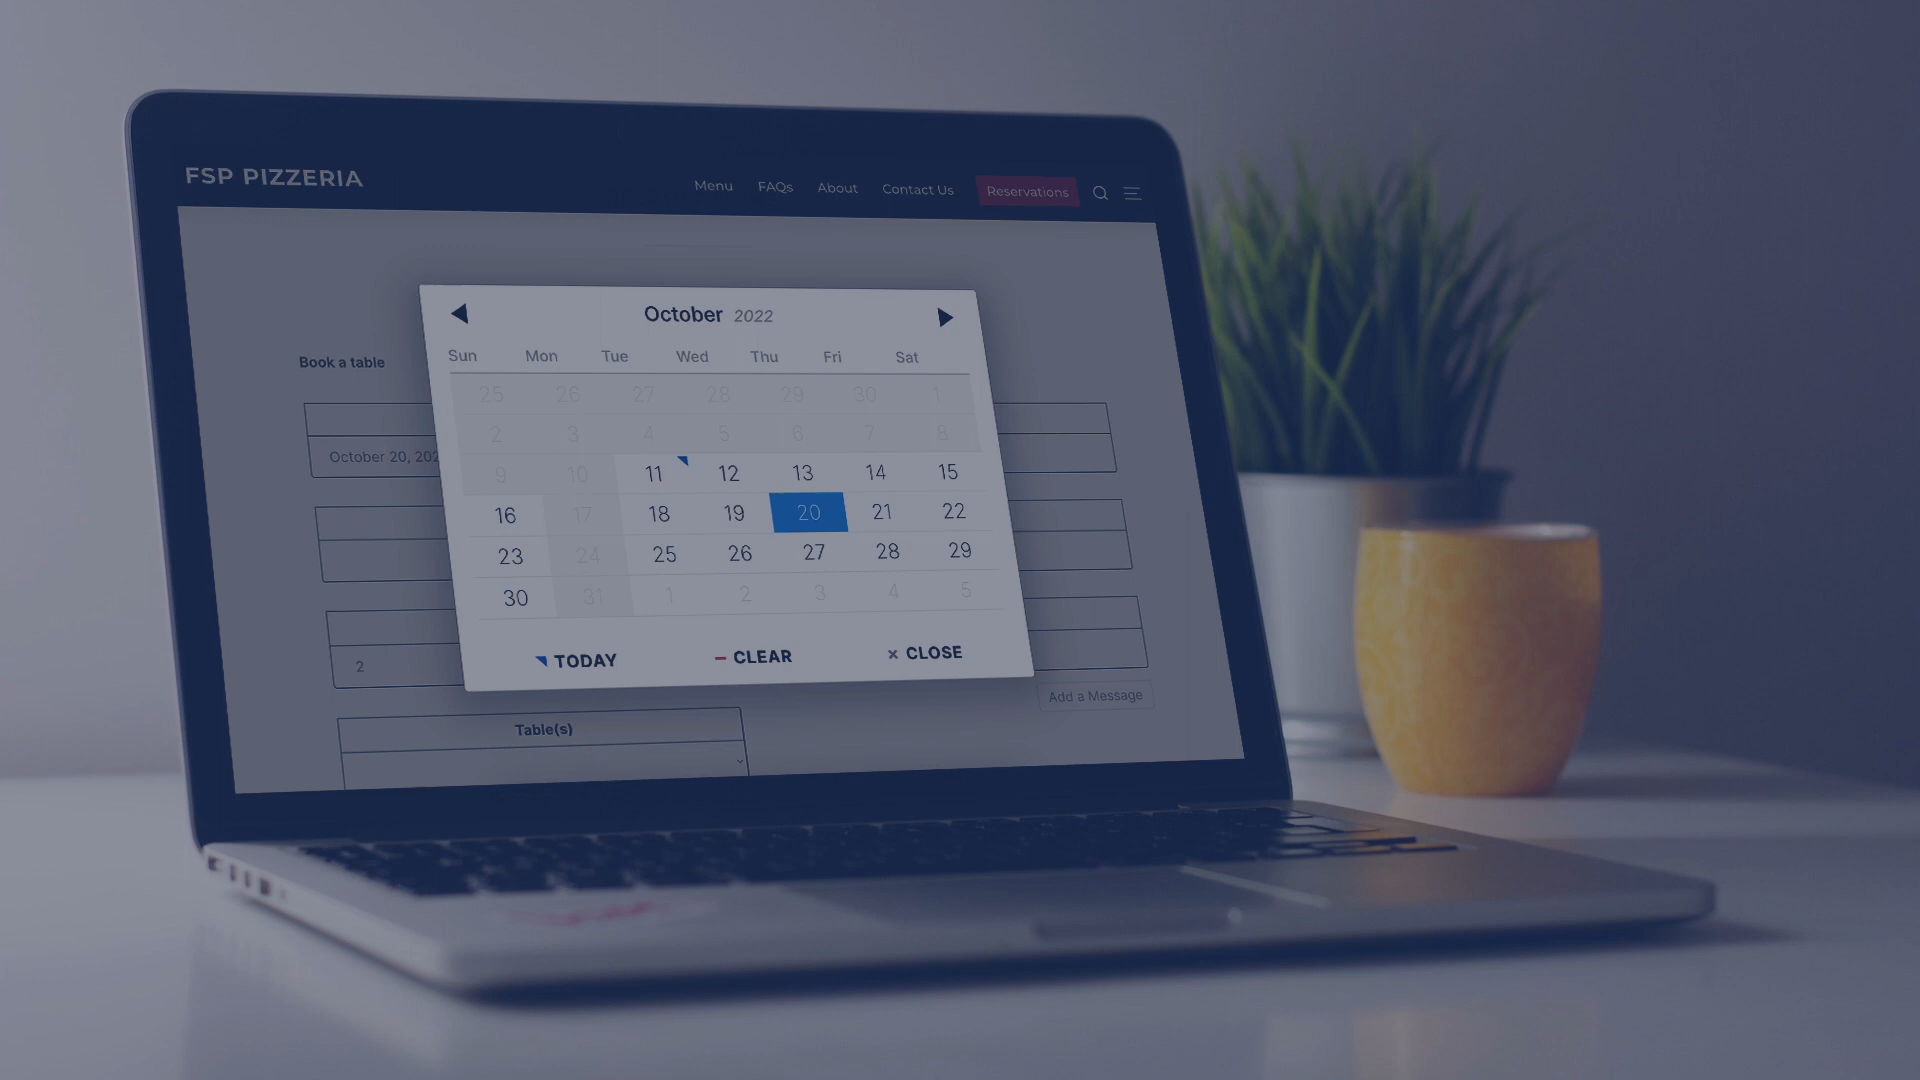 FSP PIZZERIA
Menu FAQs About Contact Us Reservations
October 2022
Sun Mon Tue Wed Thu Fri Sat
25 26 27 28 29 30 1
2 3 4 5 6 7 8
9 10 11 12 13 14 15
16 17 18 19 20 21 22
23 24 25 26 27 28 29
30 31 1 2 3 4 5
TODAY CLEAR CLOSE
Book a table
October 20, 202
2
Add a Message
Table(s)